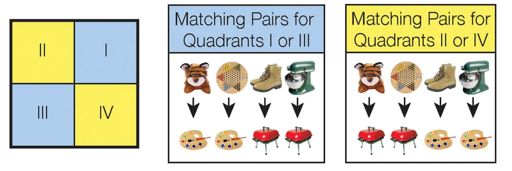 II I
III IV
Matching Pairs for
Quadrants I or III
Matching Pairs for
Quadrants II or IV